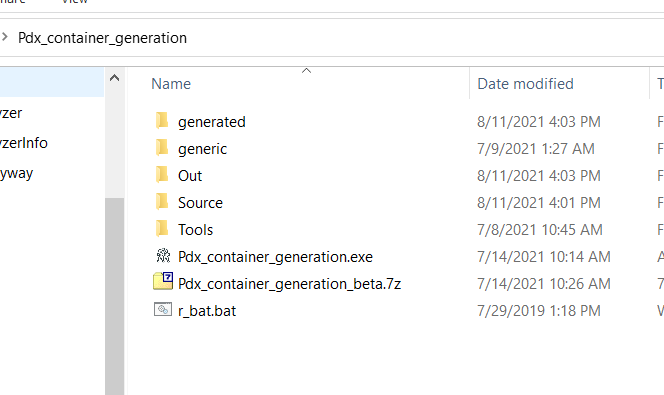 View
Pdx_container_generation
Name Date modified T
yzer generated 8/11/2021 4:03 PM F
yzerInfo generic 7/9/2021 1:27 AM F
yway Out 8/11/2021 4:03 PM F
Source 8/11/2021 4:01 PM F
Tools 7/8/2021 10:45 AM F
Pdx_container_generation.exe 7/14/2021 10:14 AM A
Pdx_container_generation_beta.7z 7/14/2021 10:26 AM 7
r_bat.bat 7/29/2019 1:18 PM W